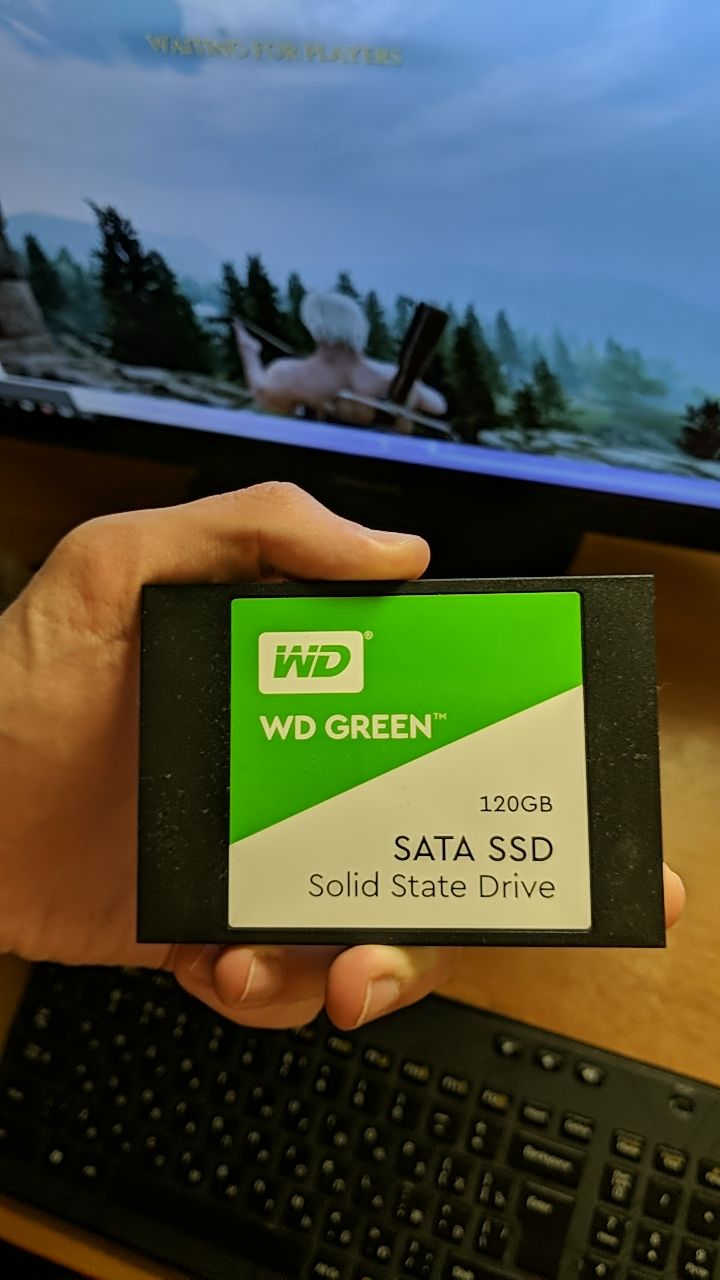 WAITING FOR PLAYERS
WD®
WD GREEN™
120GB
SATA SSD
Solid State Drive